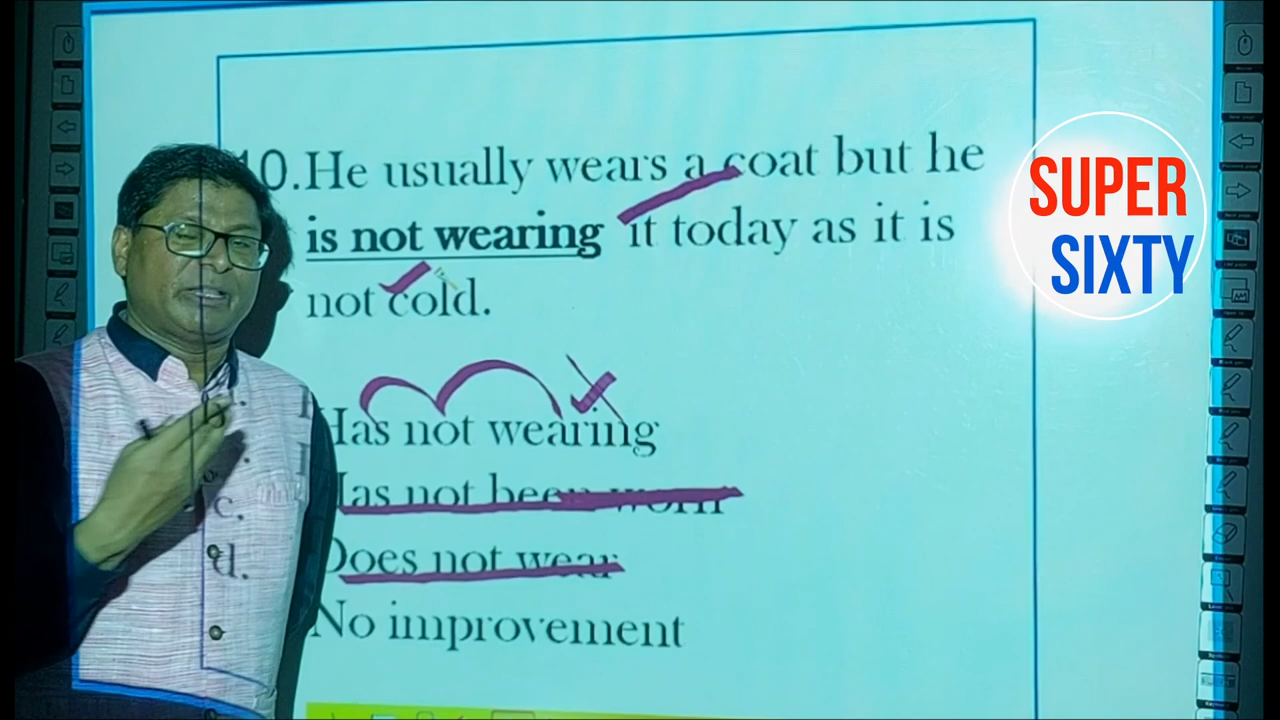 10. He usually wears a coat but he
is not wearing it today as it is
not cold.
Has not wearing
Has not been worn
c. Does not wear
d. No improvement
SUPER
SIXTY